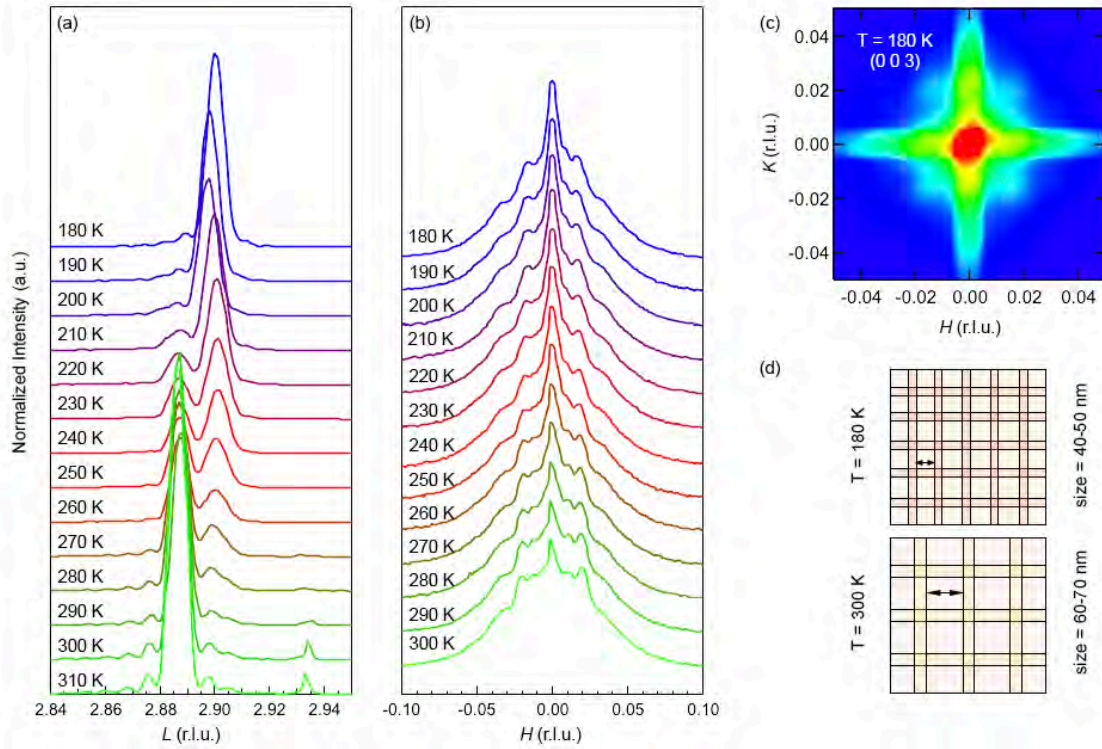 (a)
180 K
190 K
200 K
210 K
220 K
230 K
240 K
250 K
260 K
270 K
280 K
290 K
300 K
310 K
2.84 2.86 2.88 2.90 2.92 2.94
L (r.l.u.)
Normalized Intensity (a.u.)
(b)
180 K
190 K
200 K
210 K
220 K
230 K
240 K
250 K
260 K
270 K
280 K
290 K
300 K
-0.10 -0.05 0.00 0.05 0.10
H (r.l.u.)
(c)
T = 180 K
(0 0 3)
0.04
0.02
0.00
-0.02
-0.04
K (r.l.u.)
-0.04 -0.02 0.00 0.02 0.04
H (r.l.u.)
(d)
T = 180 K
size = 40-50 nm
T = 300 K
size = 60-70 nm